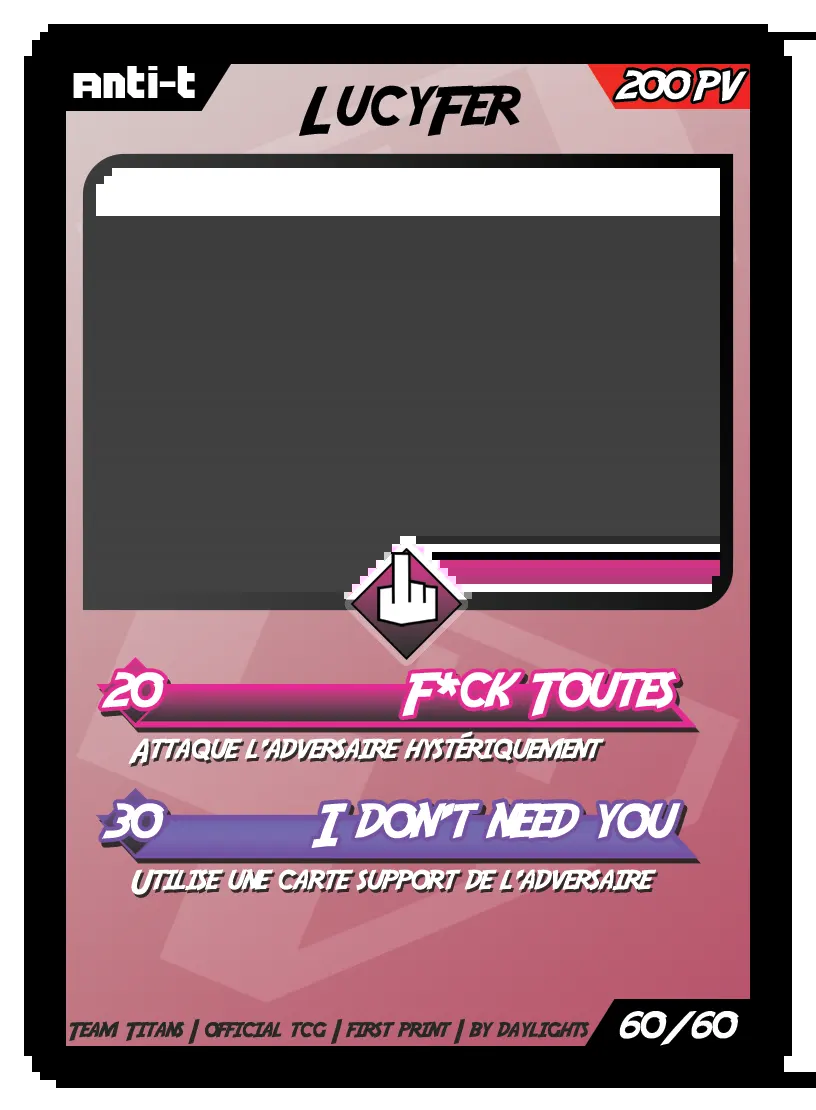 anti-t
LucyFer
200 PV
20 F*ck Toutes
Attaque l'adversaire hystériquement
30 I don't need you
Utilise une carte support de l'adversaire
Team Titans | official tcg | first print | by daylights
60/60